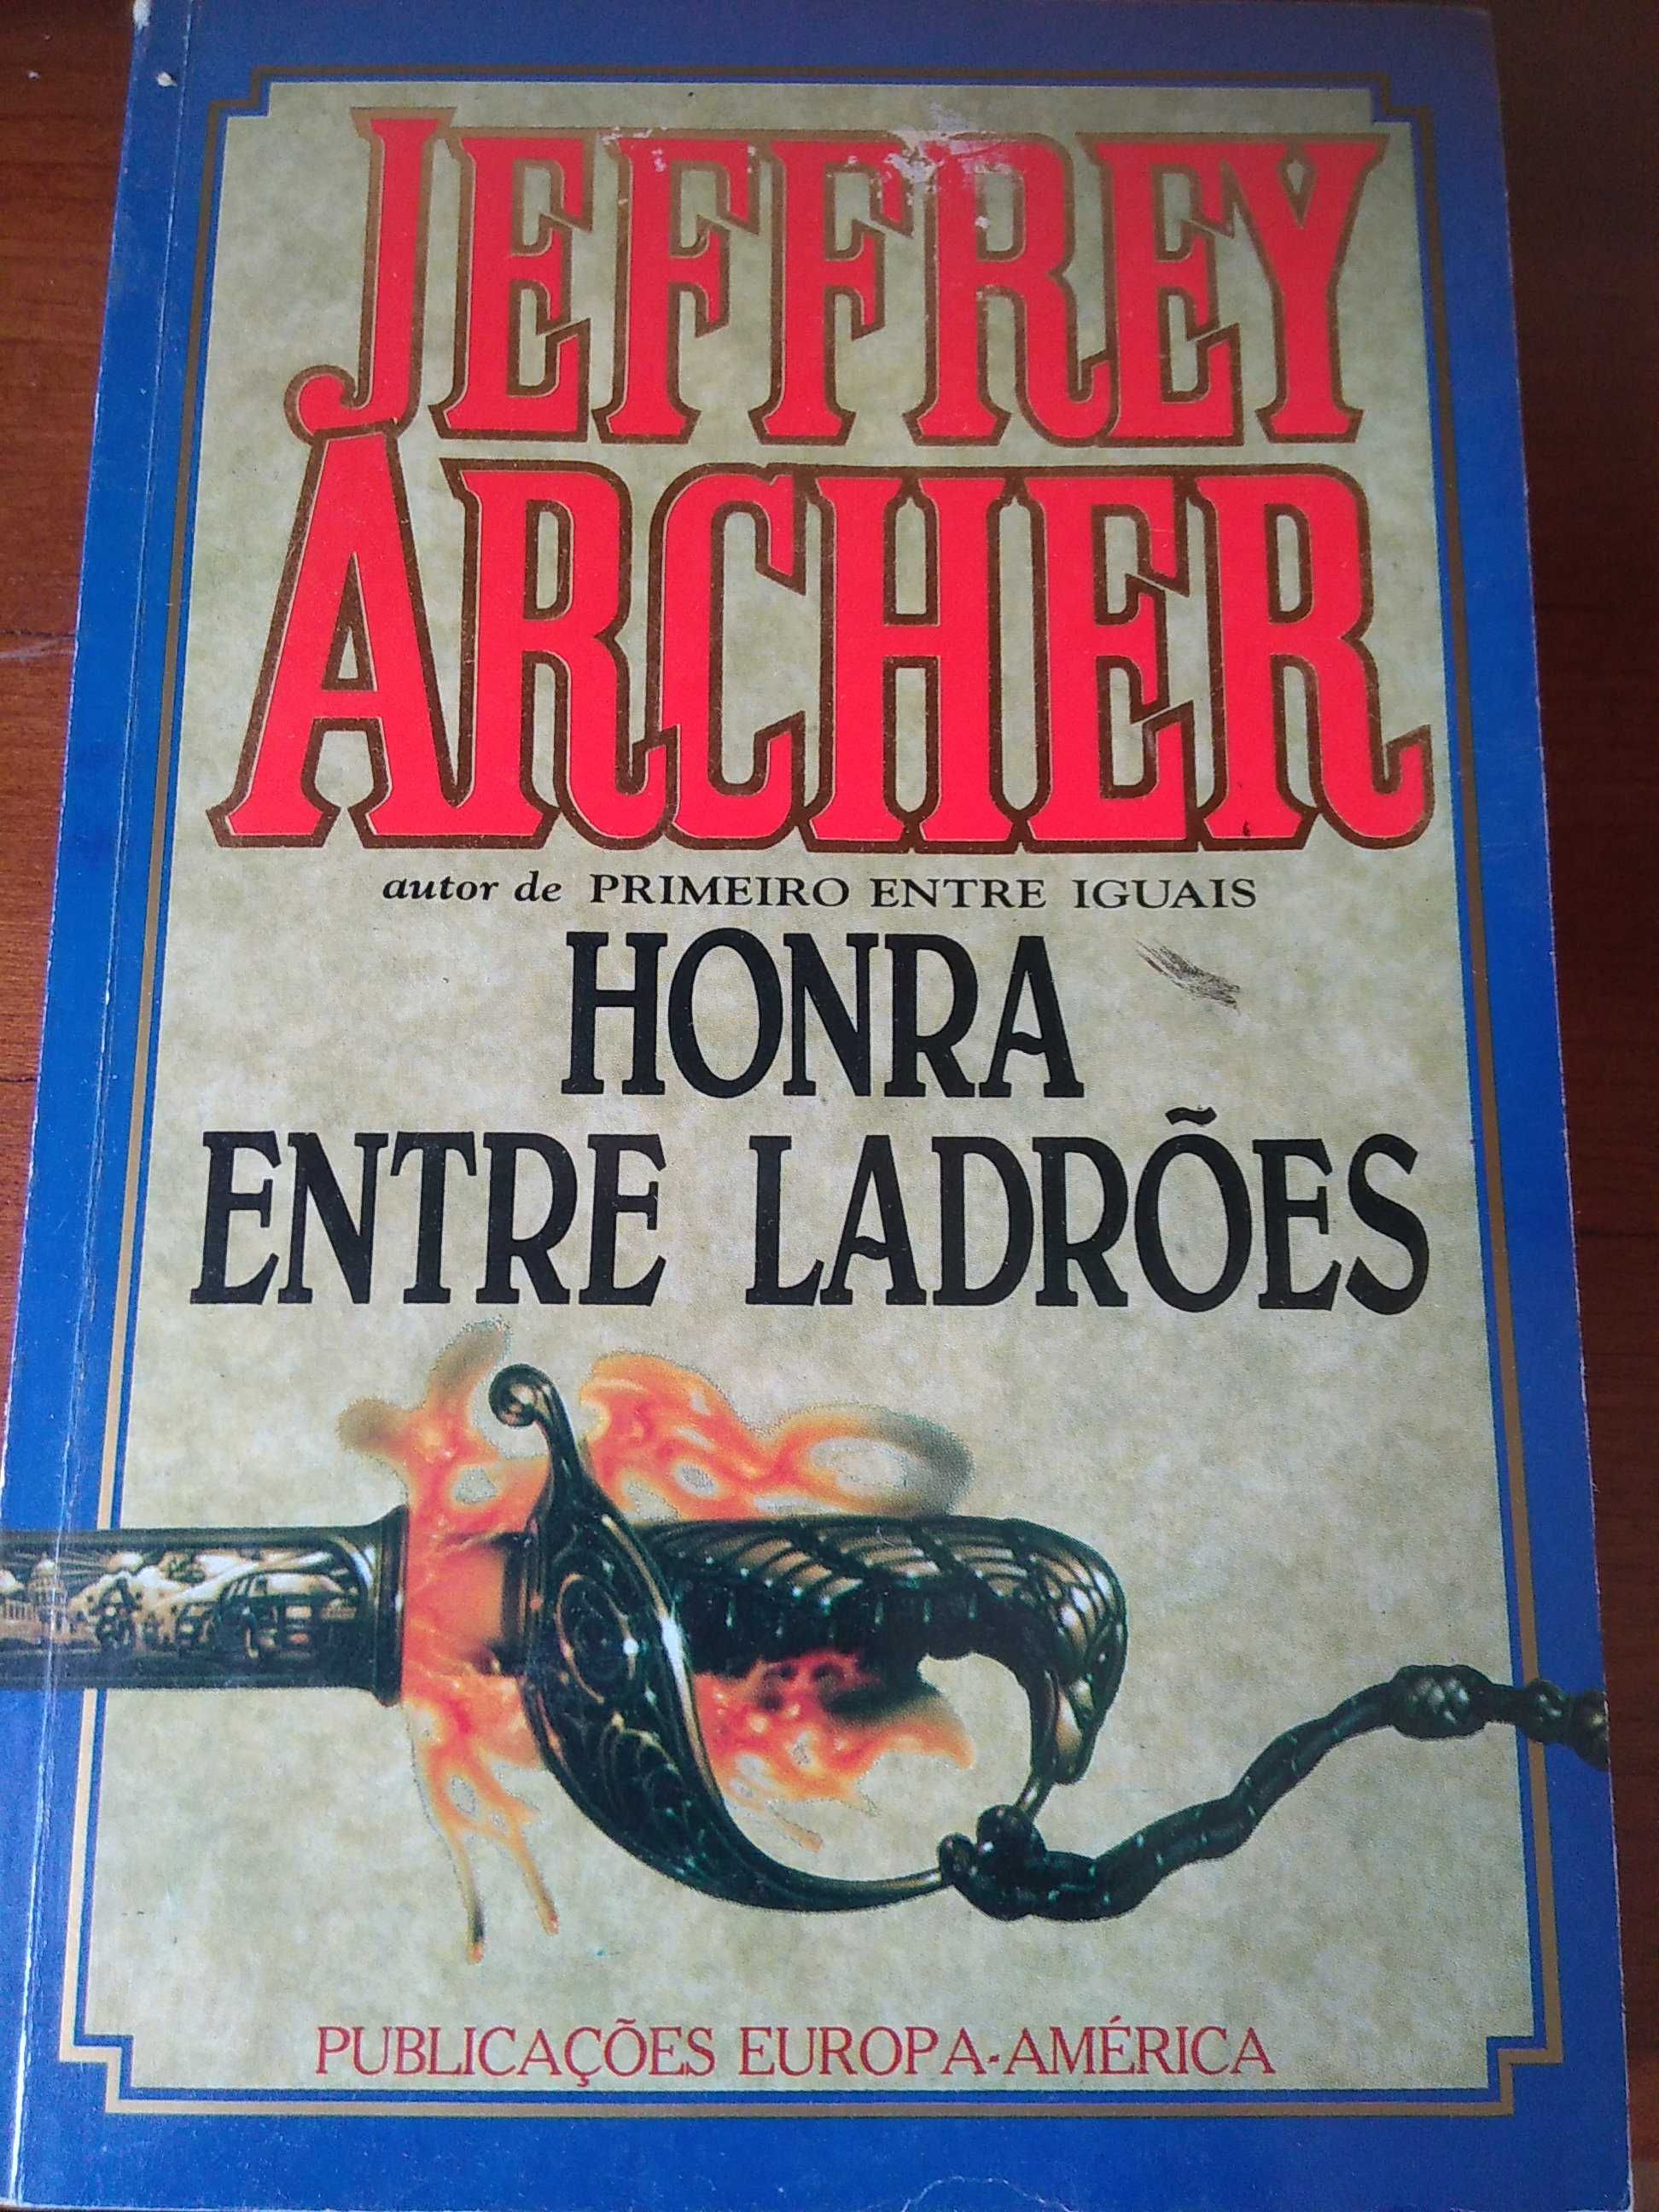 JEFFREY
ARCHER
autor de PRIMEIRO ENTRE IGUAIS
HONRA
ENTRE LADRÕES
PUBLICAÇÕES EUROPA-AMÉRICA